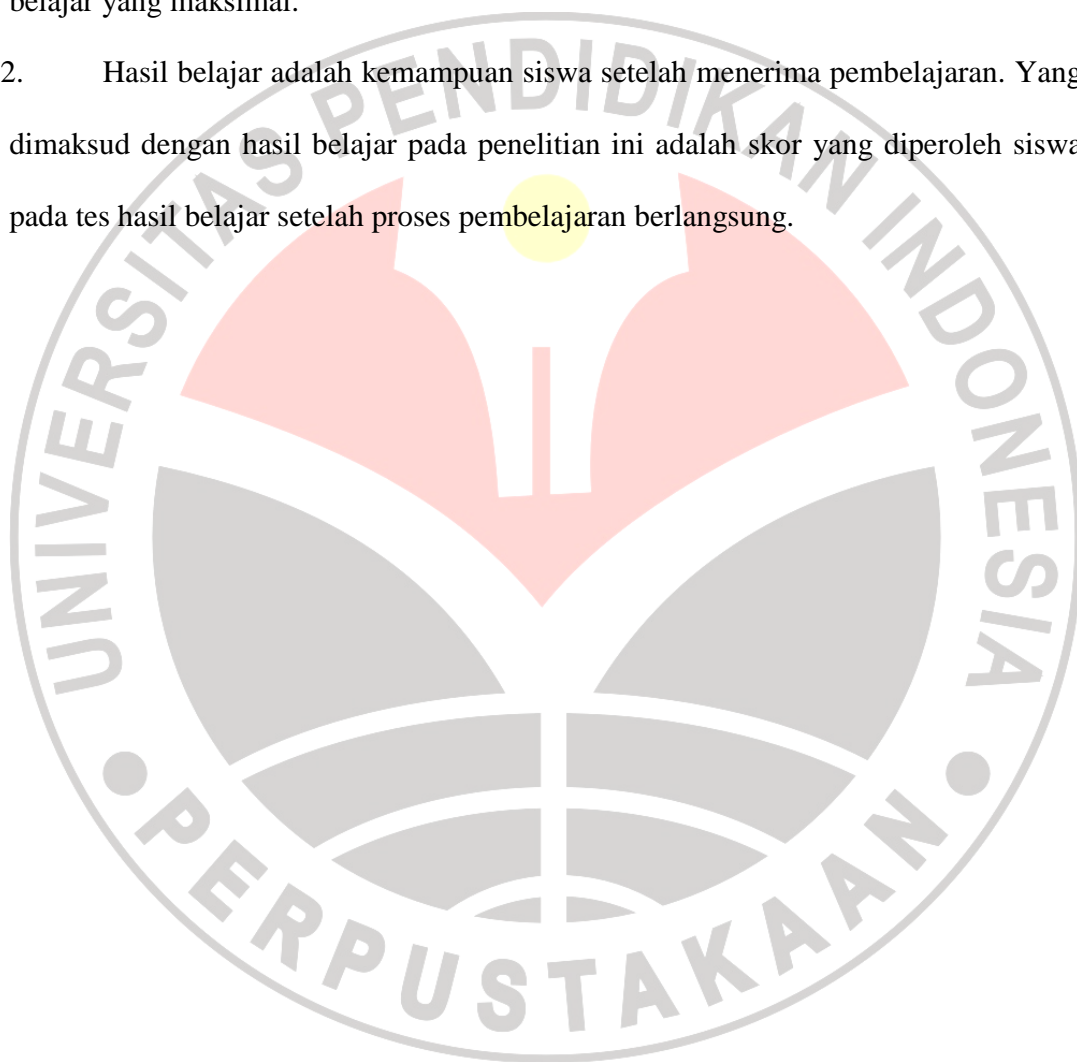 belajar yang maksimal.
2. Hasil belajar adalah kemampuan siswa setelah menerima pembelajaran. Yang
dimaksud dengan hasil belajar pada penelitian ini adalah skor yang diperoleh siswa
pada tes hasil belajar setelah proses pembelajaran berlangsung.
UNIVERSITAS PENDIDIKAN INDONESIA
PERPUSTAKAAN